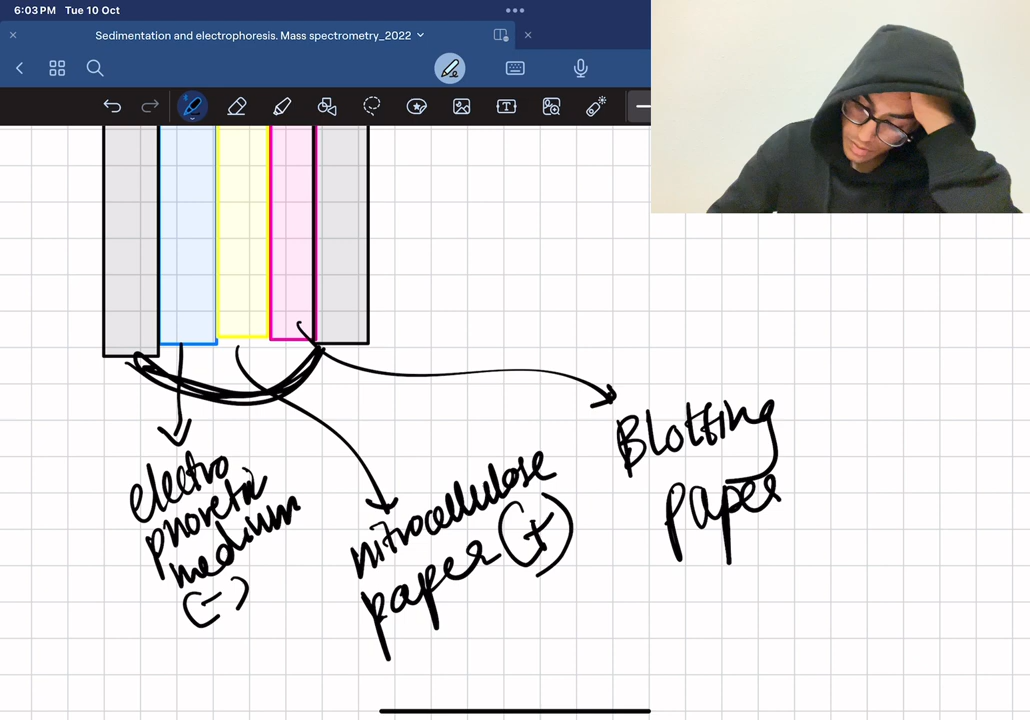 6:03 PM Tue 10 Oct
Sedimentation and electrophoresis. Mass spectrometry_2022
Blotting
paper
electro
phoretic
medium
(-)
nitrocellulose
paper (+)